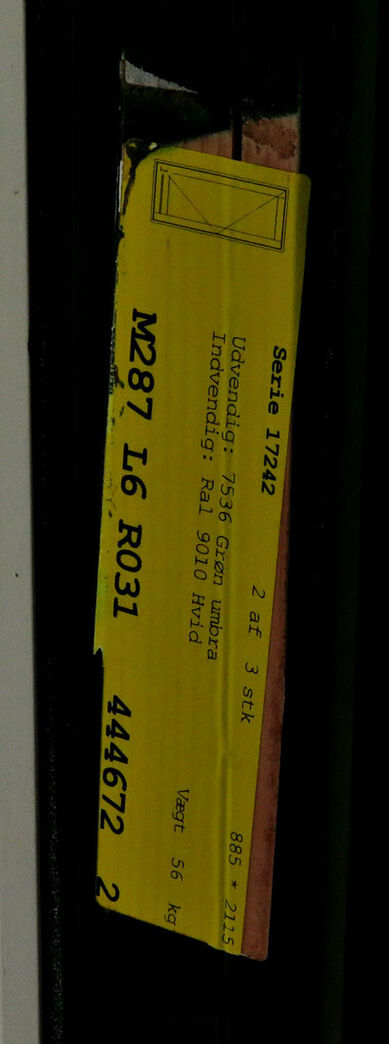 Serie 17242 2 af 3 stk 885 * 2115
Udvendig: 7536 Grøn umbra
Indvendig: Ral 9010 Hvid
Vægt 56 kg
M287 L6 R031 444672 2